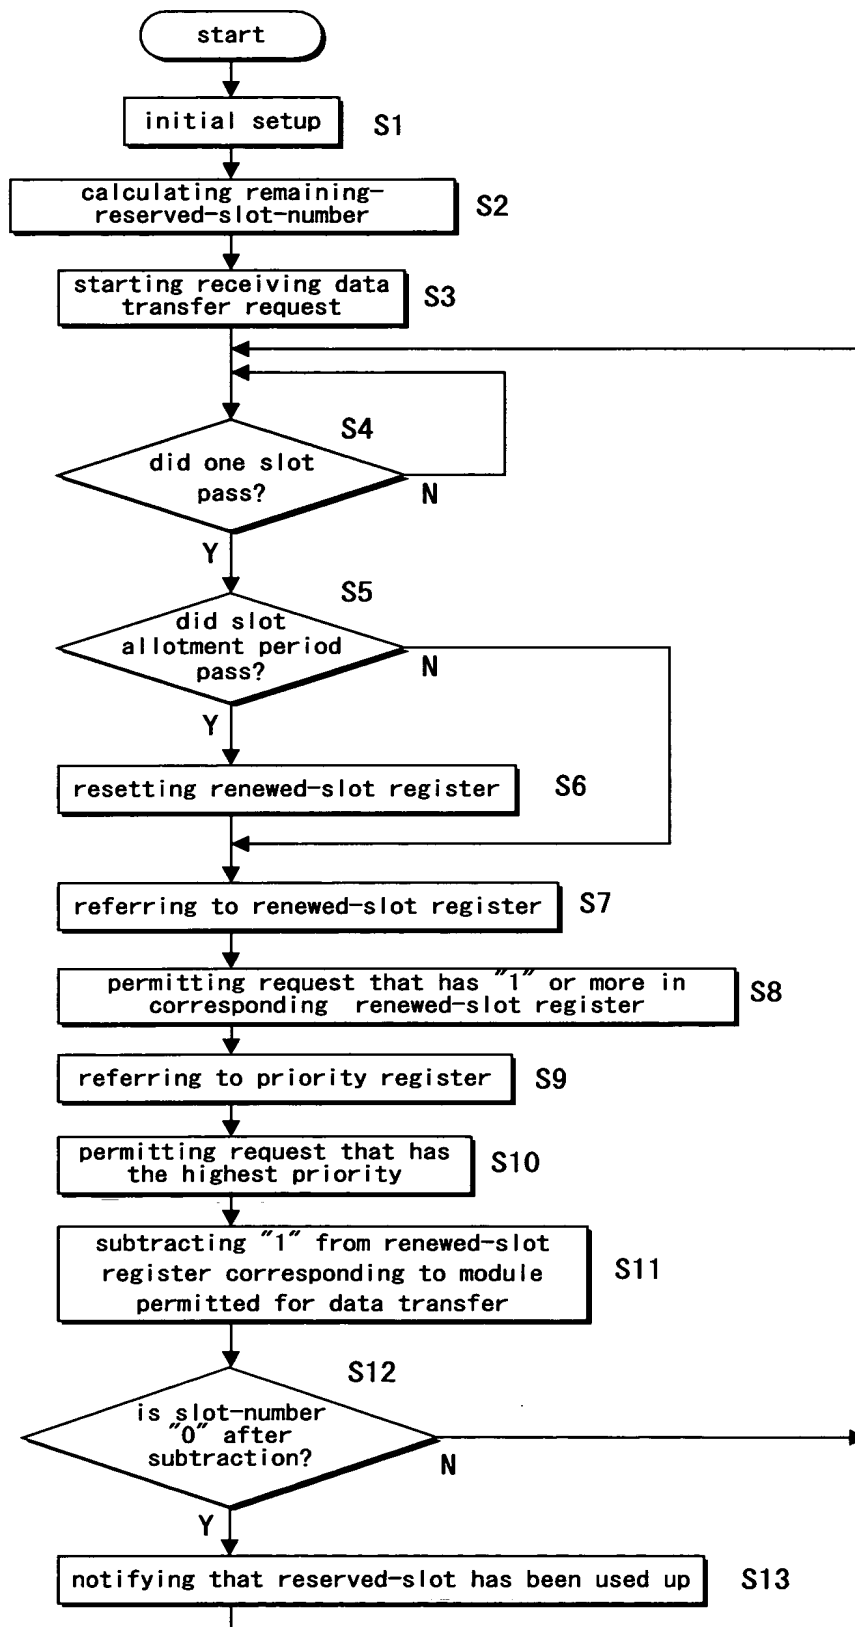 start
initial setup
S1
calculating remaining-
reserved-slot-number
S2
starting receiving data
transfer request
S3
S4
did one slot
pass?
N
Y
S5
did slot
allotment period
pass?
N
Y
resetting renewed-slot register
S6
referring to renewed-slot register
S7
permitting request that has "1" or more in
corresponding renewed-slot register
S8
referring to priority register
S9
permitting request that has
the highest priority
S10
subtracting "1" from renewed-slot
register corresponding to module
permitted for data transfer
S11
S12
is slot-number
"0" after
subtraction?
N
Y
notifying that reserved-slot has been used up
S13